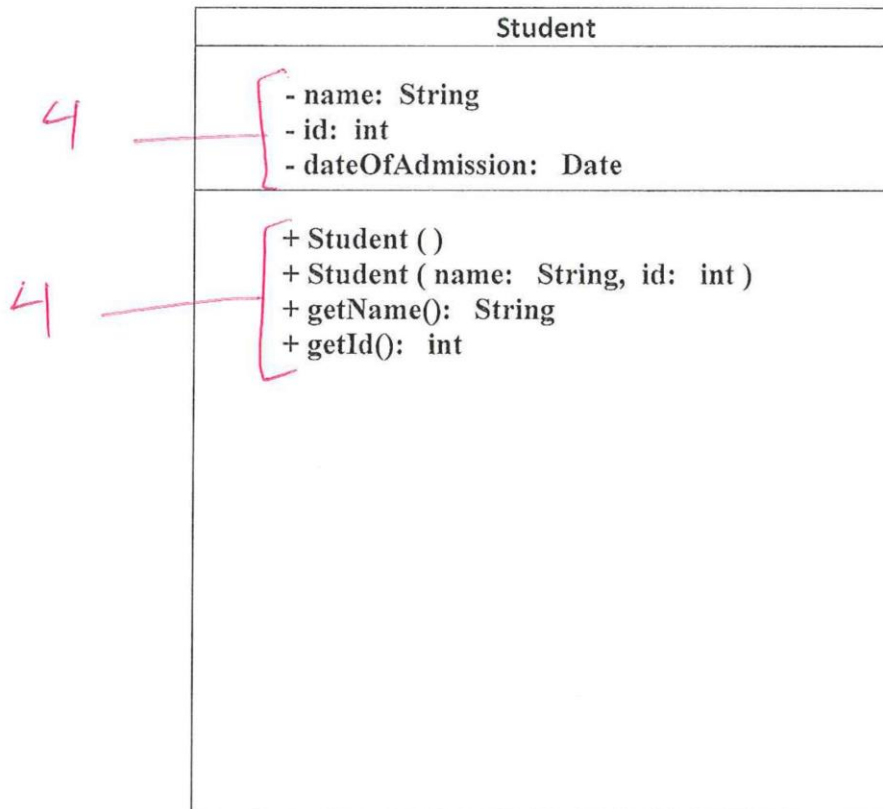 Student
4
- name: String
- id: int
- dateOfAdmission: Date
4
+ Student ( )
+ Student ( name: String, id: int )
+ getName(): String
+ getId(): int